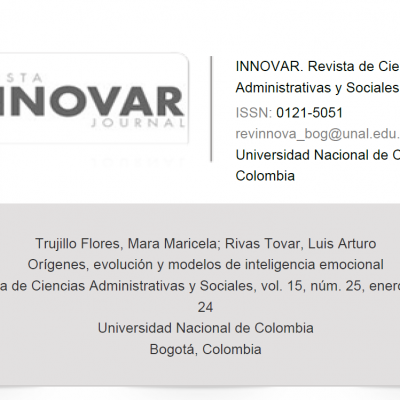 STA
INNOVAR
JOURNAL
INNOVAR. Revista de Cie
Administrativas y Sociales
ISSN: 0121-5051
revinnova_bog@unal.edu.
Universidad Nacional de C
Colombia
Trujillo Flores, Mara Maricela; Rivas Tovar, Luis Arturo
Orígenes, evolución y modelos de inteligencia emocional
a de Ciencias Administrativas y Sociales, vol. 15, núm. 25, enero
24
Universidad Nacional de Colombia
Bogotá, Colombia